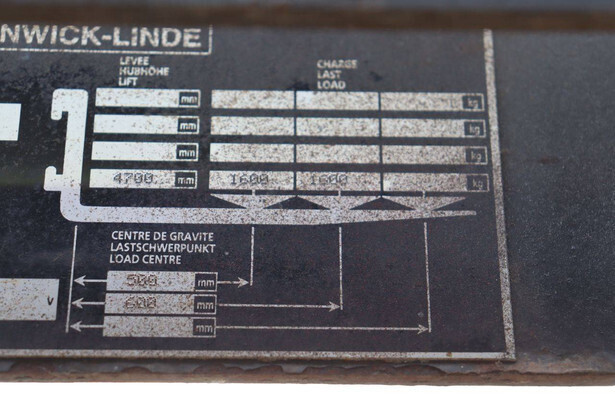 NWICK-LINDE
LEVEE
HUBHÖHE
LIFT
CHARGE
LAST
LOAD
mm kg
mm kg
mm kg
4700 mm 1600 1600 kg
CENTRE DE GRAVITE
LASTSCHWERPUNKT
LOAD CENTRE
500 mm
600 mm
V
mm